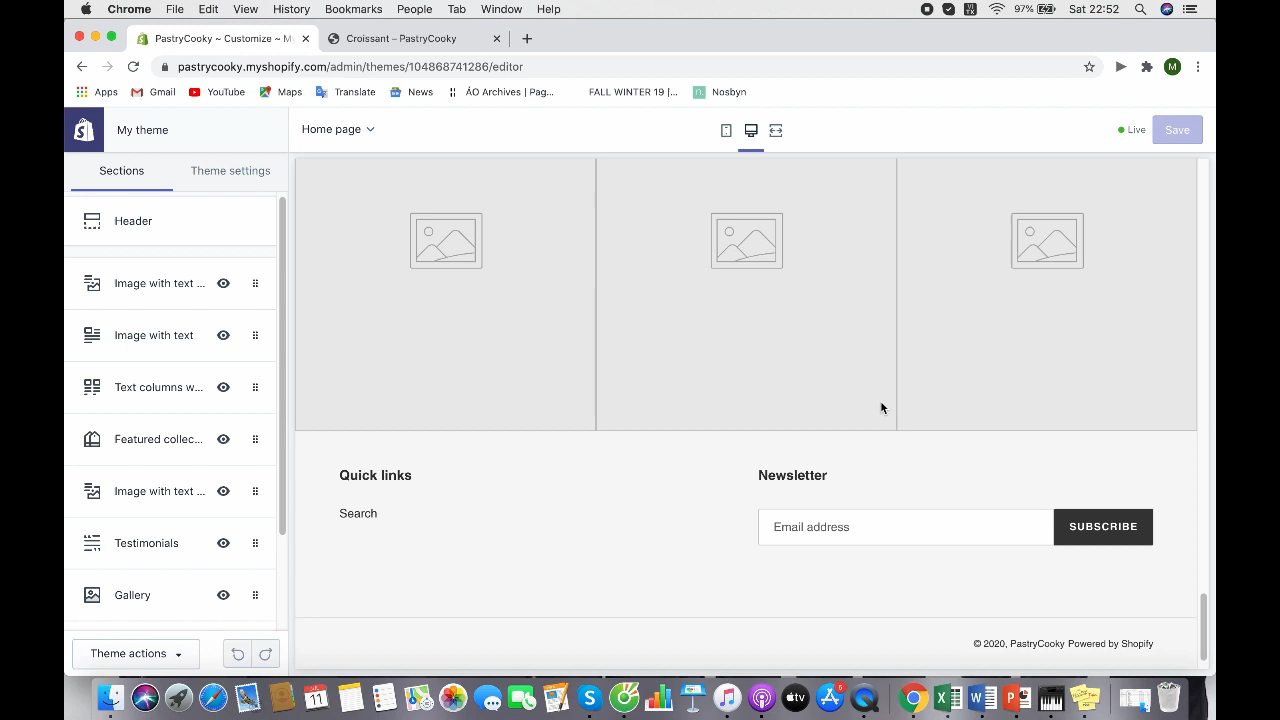 Chrome File Edit View History Bookmarks People Tab Window Help
VI
TX
97%
Sat 22:52
PastryCooky ~ Customize ~ My
Croissant – PastryCooky
pastrycooky.myshopify.com/admin/themes/104868741286/editor
M
Apps Gmail YouTube Maps Translate News ÁO Archives | Pag... FALL WINTER 19 |... Nosbyn
My theme
Home page
Live
Save
Sections
Theme settings
Header
Image with text ...
Image with text
Text columns w...
Featured collec...
Image with text ...
Testimonials
Gallery
Theme actions
Quick links
Search
Newsletter
Email address
SUBSCRIBE
© 2020, PastryCooky Powered by Shopify